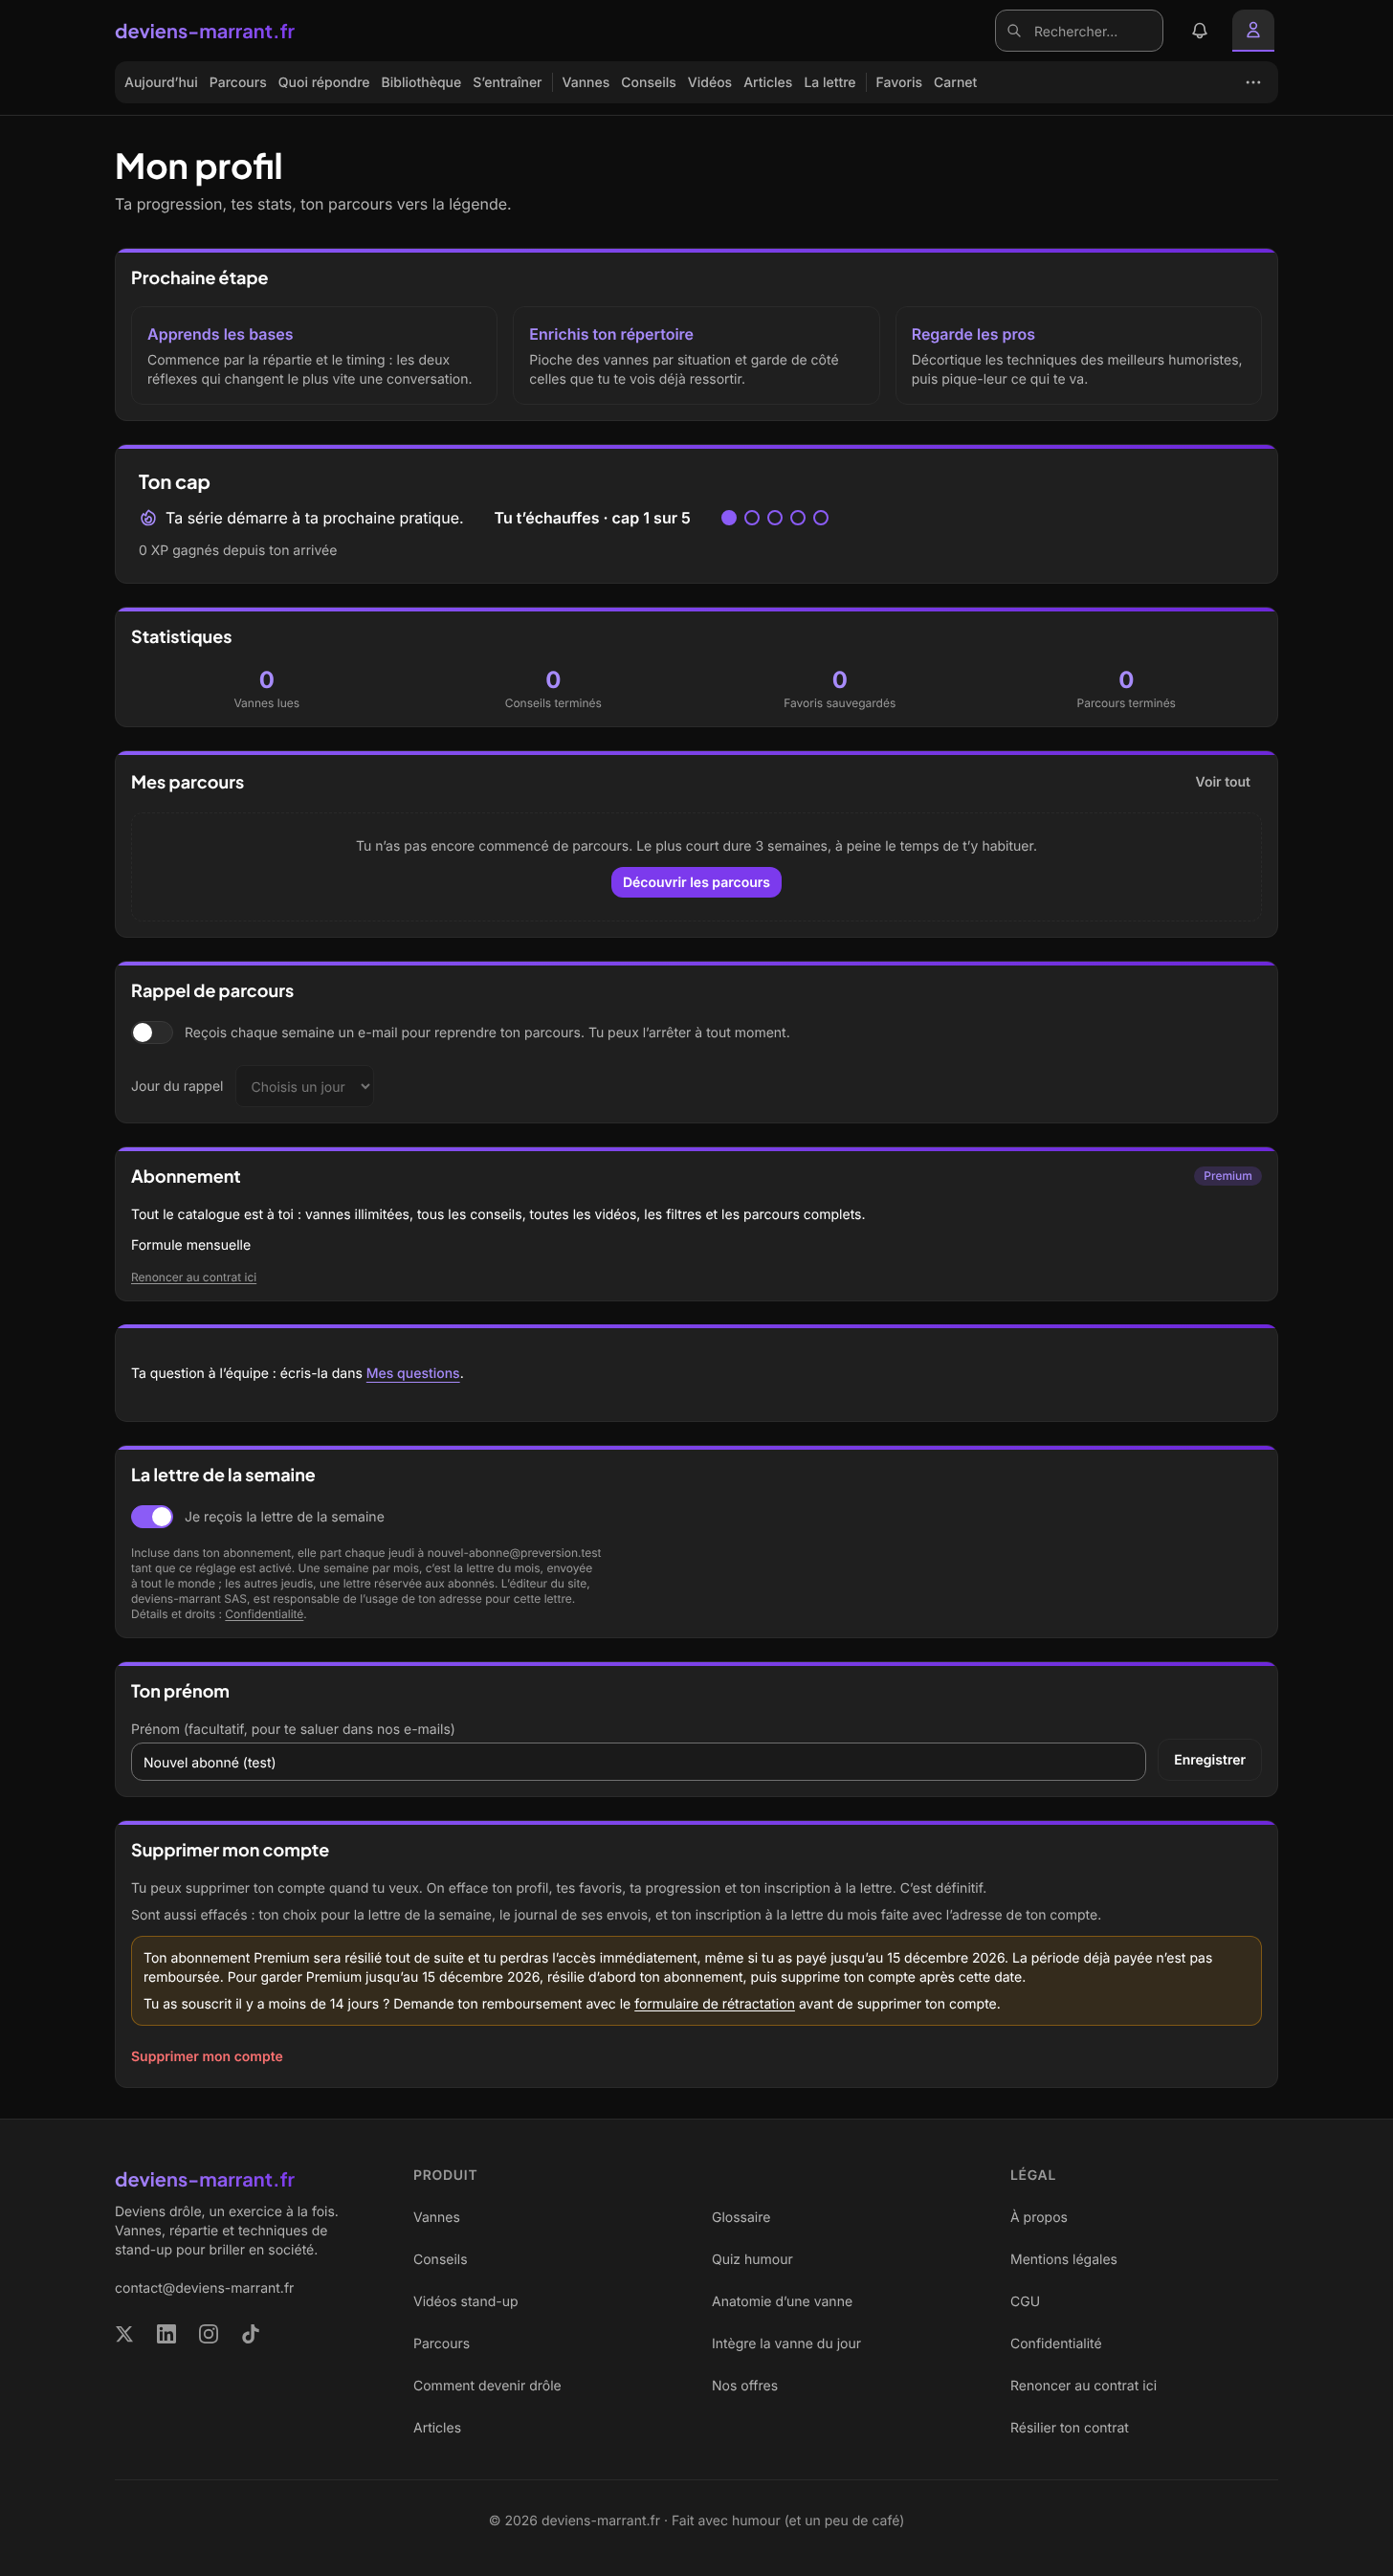 deviens-marrant.fr
Rechercher...
Aujourd’hui Parcours Quoi répondre Bibliothèque S’entraîner Vannes Conseils Vidéos Articles La lettre Favoris Carnet
Mon profil
Ta progression, tes stats, ton parcours vers la légende.
Prochaine étape
Apprends les bases
Commence par la répartie et le timing : les deux
réflexes qui changent le plus vite une conversation.
Enrichis ton répertoire
Pioche des vannes par situation et garde de côté
celles que tu te vois déjà ressortir.
Regarde les pros
Décortique les techniques des meilleurs humoristes,
puis pique-leur ce qui te va.
Ton cap
Ta série démarre à ta prochaine pratique. Tu t’échauffes · cap 1 sur 5
0 XP gagnés depuis ton arrivée
Statistiques
0 0 0 0
Vannes lues Conseils terminés Favoris sauvegardés Parcours terminés
Mes parcours
Voir tout
Tu n’as pas encore commencé de parcours. Le plus court dure 3 semaines, à peine le temps de t’y habituer.
Découvrir les parcours
Rappel de parcours
Reçois chaque semaine un e-mail pour reprendre ton parcours. Tu peux l’arrêter à tout moment.
Jour du rappel Choisis un jour
Abonnement
Premium
Tout le catalogue est à toi : vannes illimitées, tous les conseils, toutes les vidéos, les filtres et les parcours complets.
Formule mensuelle
Renoncer au contrat ici
Ta question à l’équipe : écris-la dans Mes questions.
La lettre de la semaine
Je reçois la lettre de la semaine
Incluse dans ton abonnement, elle part chaque jeudi à nouvel-abonne@preversion.test
tant que ce réglage est activé. Une semaine par mois, c’est la lettre du mois, envoyée
à tout le monde ; les autres jeudis, une lettre réservée aux abonnés. L’éditeur du site,
deviens-marrant SAS, est responsable de l’usage de ton adresse pour cette lettre.
Détails et droits : Confidentialité.
Ton prénom
Prénom (facultatif, pour te saluer dans nos e-mails)
Nouvel abonné (test)
Enregistrer
Supprimer mon compte
Tu peux supprimer ton compte quand tu veux. On efface ton profil, tes favoris, ta progression et ton inscription à la lettre. C’est définitif.
Sont aussi effacés : ton choix pour la lettre de la semaine, le journal de ses envois, et ton inscription à la lettre du mois faite avec l’adresse de ton compte.
Ton abonnement Premium sera résilié tout de suite et tu perdras l’accès immédiatement, même si tu as payé jusqu’au 15 décembre 2026. La période déjà payée n’est pas
remboursée. Pour garder Premium jusqu’au 15 décembre 2026, résilie d’abord ton abonnement, puis supprime ton compte après cette date.
Tu as souscrit il y a moins de 14 jours ? Demande ton remboursement avec le formulaire de rétractation avant de supprimer ton compte.
Supprimer mon compte
deviens-marrant.fr
Deviens drôle, un exercice à la fois.
Vannes, répartie et techniques de
stand-up pour briller en société.
contact@deviens-marrant.fr
PRODUIT
Vannes
Conseils
Vidéos stand-up
Parcours
Comment devenir drôle
Articles
Glossaire
Quiz humour
Anatomie d’une vanne
Intègre la vanne du jour
Nos offres
LÉGAL
À propos
Mentions légales
CGU
Confidentialité
Renoncer au contrat ici
Résilier ton contrat
© 2026 deviens-marrant.fr · Fait avec humour (et un peu de café)